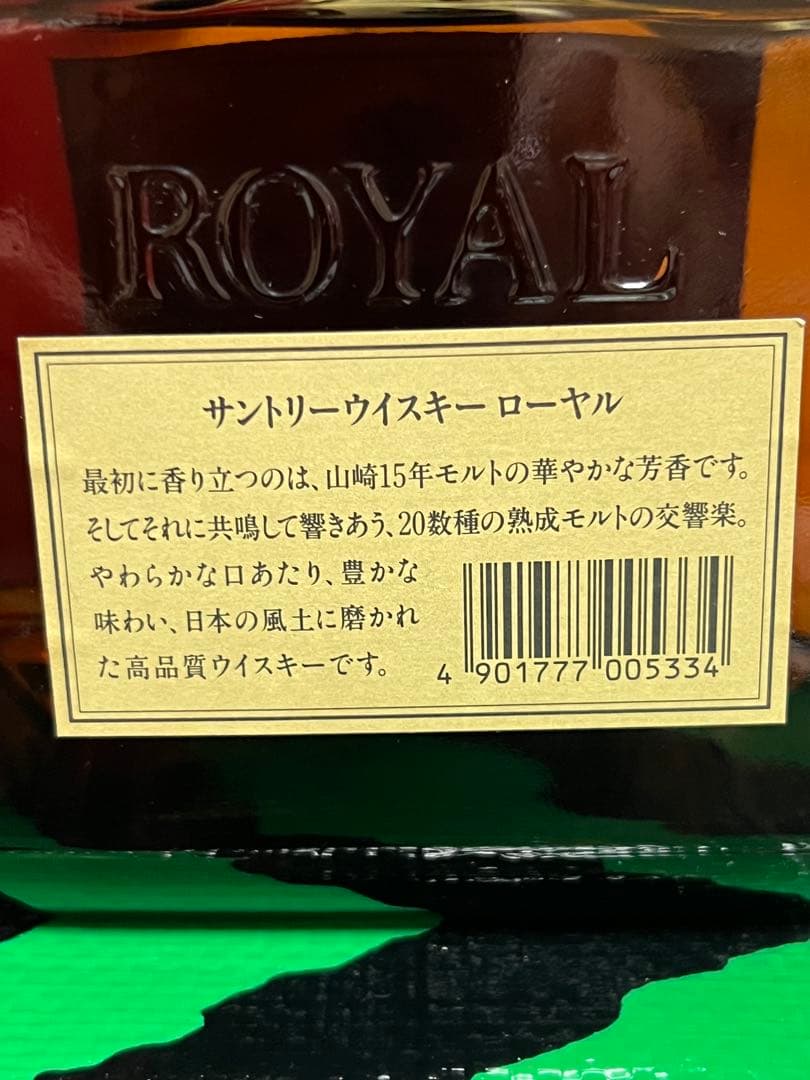 ROYAL
サントリーウイスキー ローヤル
最初に香り立つのは、山崎15年モルトの華やかな芳香です。
そしてそれに共鳴して響きあう、20数種の熟成モルトの交響楽。
やわらかな口あたり、豊かな
味わい、日本の風土に磨かれ
た高品質ウイスキーです。
4 901777 005334